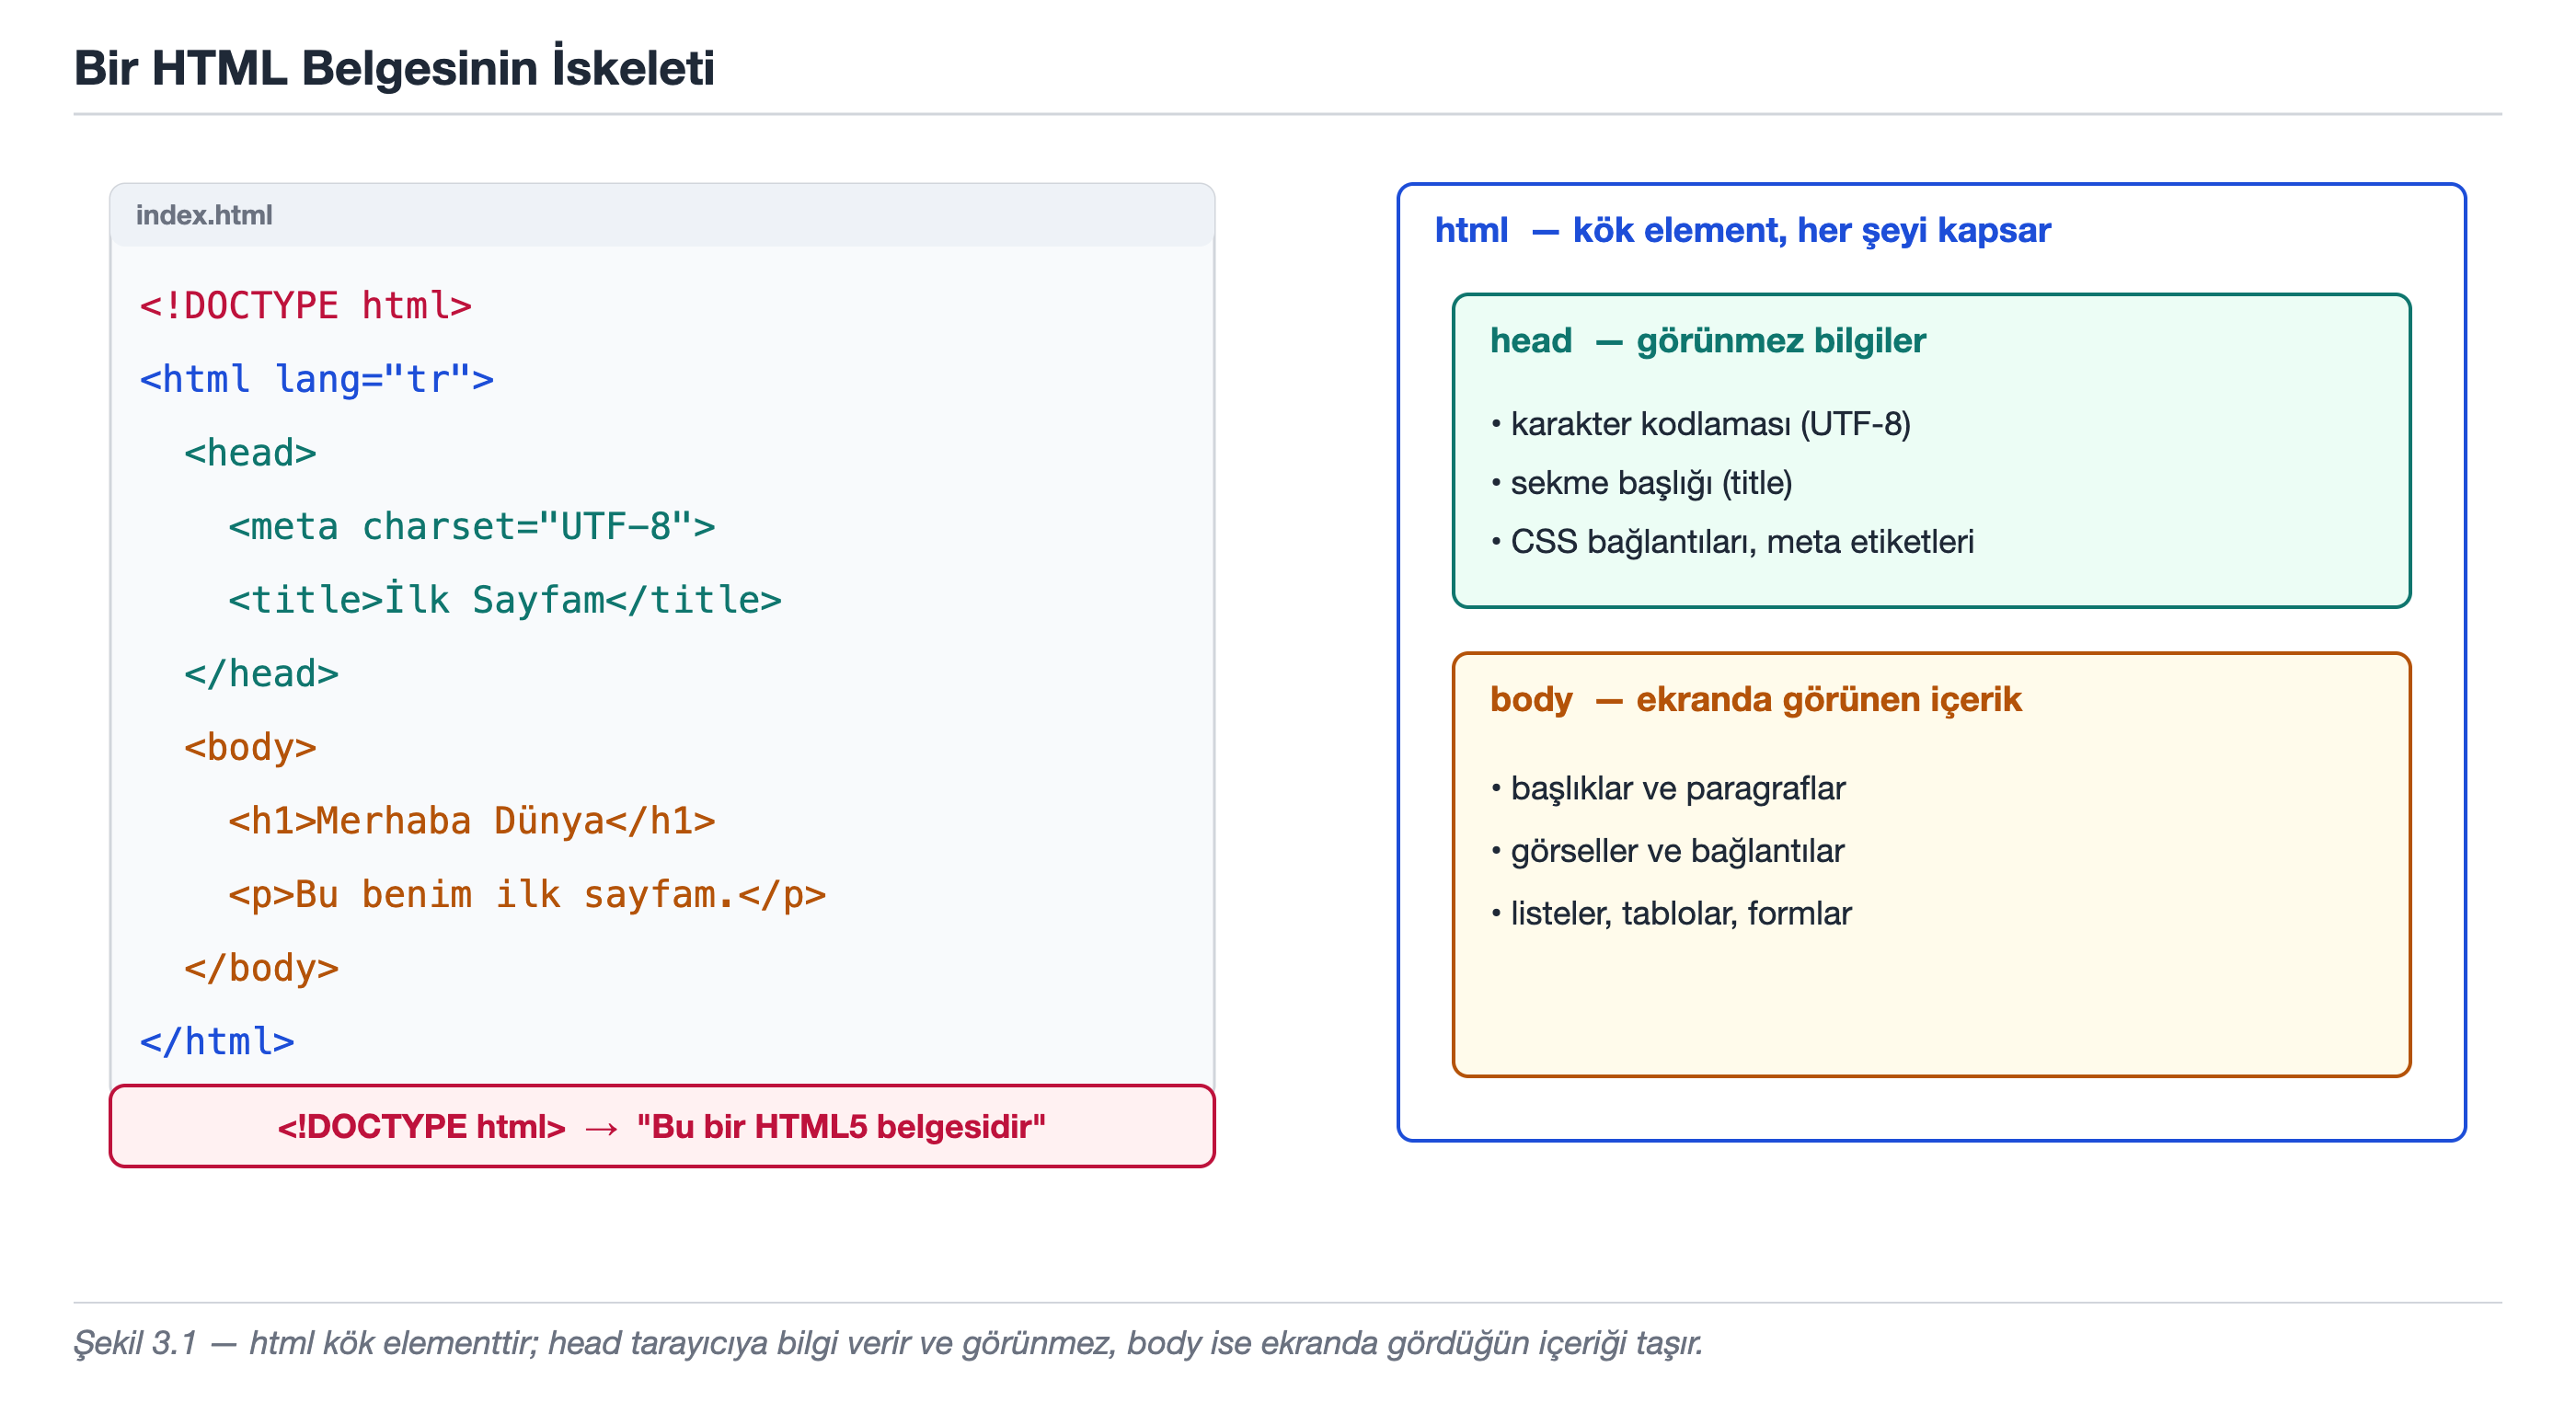 Bir HTML Belgesinin İskeleti
index.html
<!DOCTYPE html>
<html lang="tr">
<head>
<meta charset="UTF-8">
<title>İlk Sayfam</title>
</head>
<body>
<h1>Merhaba Dünya</h1>
<p>Bu benim ilk sayfam.</p>
</body>
</html>
<!DOCTYPE html> → "Bu bir HTML5 belgesidir"
html — kök element, her şeyi kapsar
head — görünmez bilgiler
• karakter kodlaması (UTF-8)
• sekme başlığı (title)
• CSS bağlantıları, meta etiketleri
body — ekranda görünen içerik
• başlıklar ve paragraflar
• görseller ve bağlantılar
• listeler, tablolar, formlar
Şekil 3.1 — html kök elementtir; head tarayıcıya bilgi verir ve görünmez, body ise ekranda gördüğün içeriği taşır.